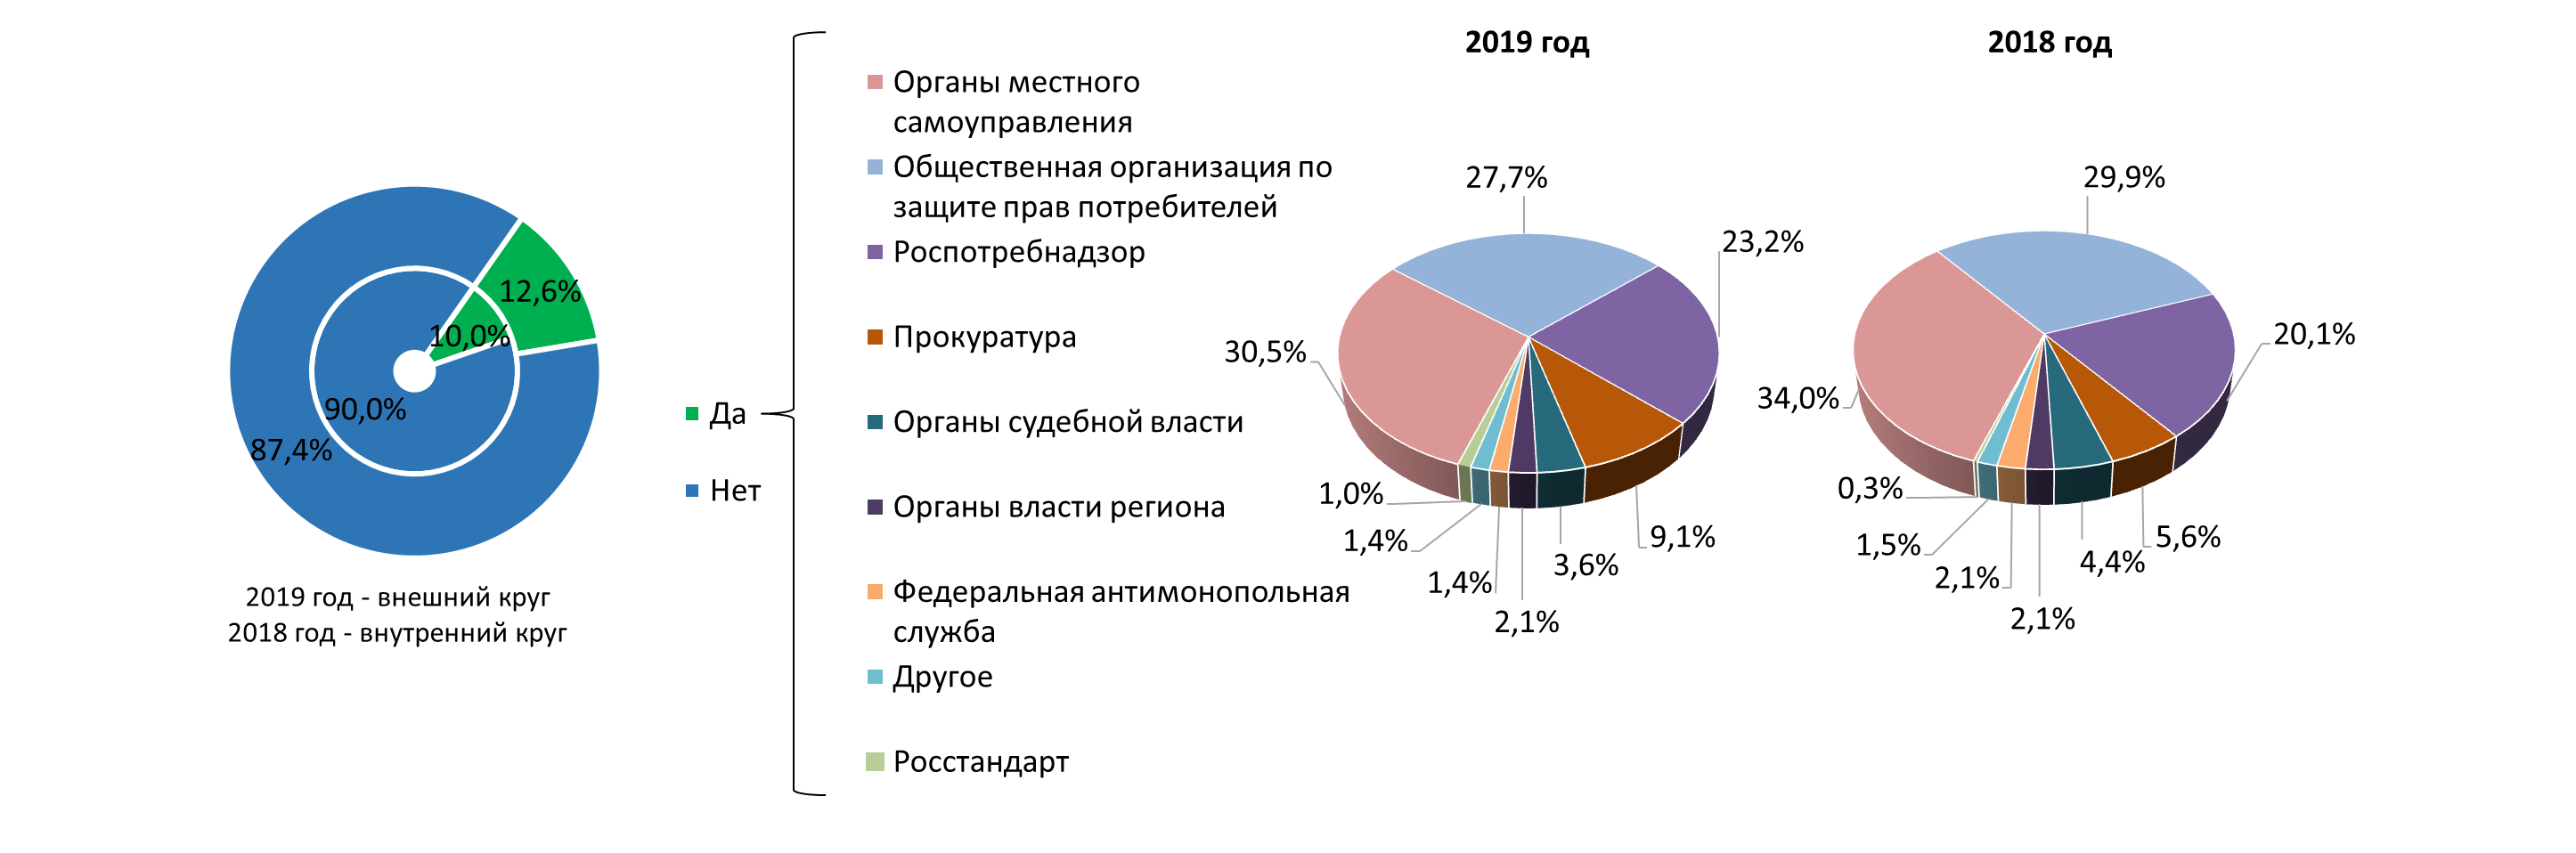 12,6%
10,0%
90,0%
87,4%
2019 год - внешний круг
2018 год - внутренний круг
Да
Нет
Органы местного
самоуправления
Общественная организация по
защите прав потребителей
Роспотребнадзор
Прокуратура
Органы судебной власти
Органы власти региона
Федеральная антимонопольная
служба
Другое
Росстандарт
2019 год
27,7%
23,2%
30,5%
1,0%
1,4%
1,4%
2,1%
3,6%
9,1%
2018 год
29,9%
20,1%
34,0%
0,3%
1,5%
2,1%
2,1%
4,4%
5,6%